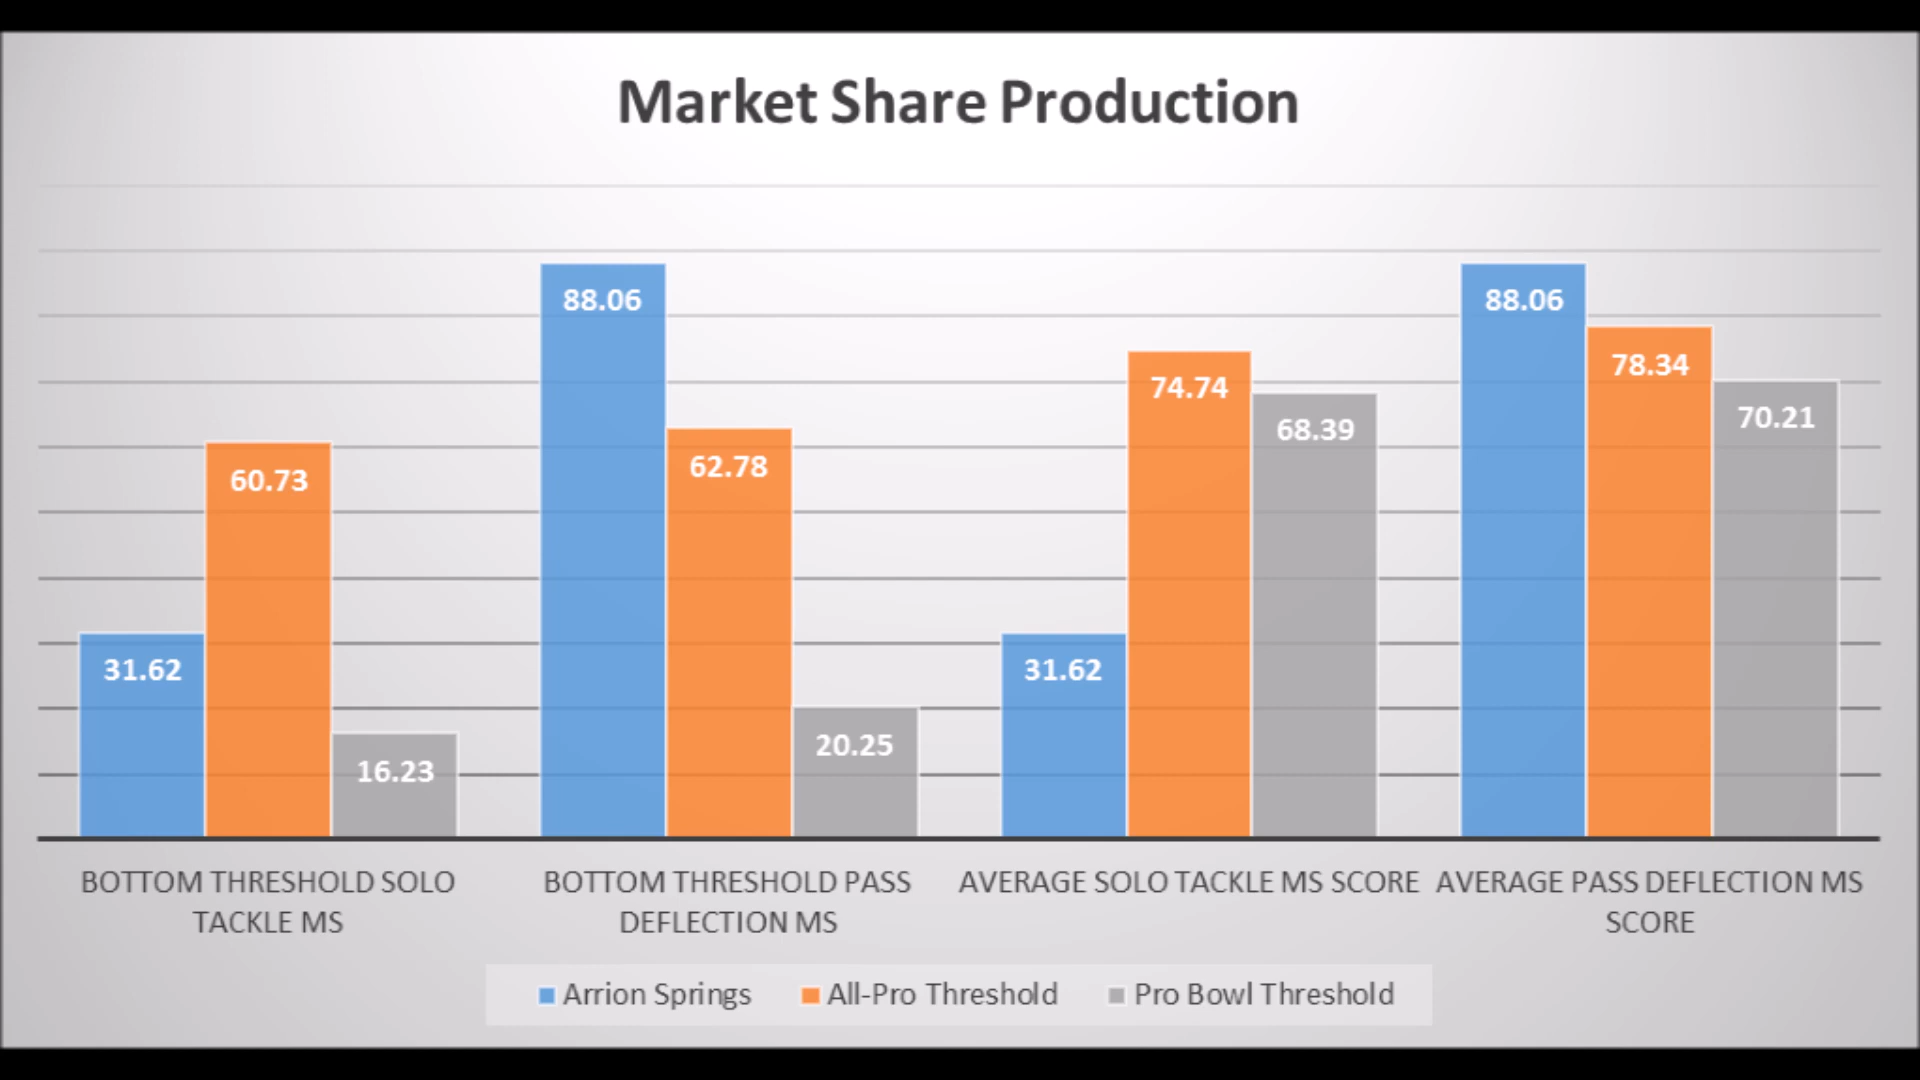 Market Share Production
88.06
88.06
78.34
74.74
70.21
68.39
62.78
60.73
31.62
31.62
20.25
16.23
BOTTOM THRESHOLD SOLO
TACKLE MS
BOTTOM THRESHOLD PASS
DEFLECTION MS
AVERAGE SOLO TACKLE MS SCORE
AVERAGE PASS DEFLECTION MS
SCORE
Arrion Springs
All-Pro Threshold
Pro Bowl Threshold